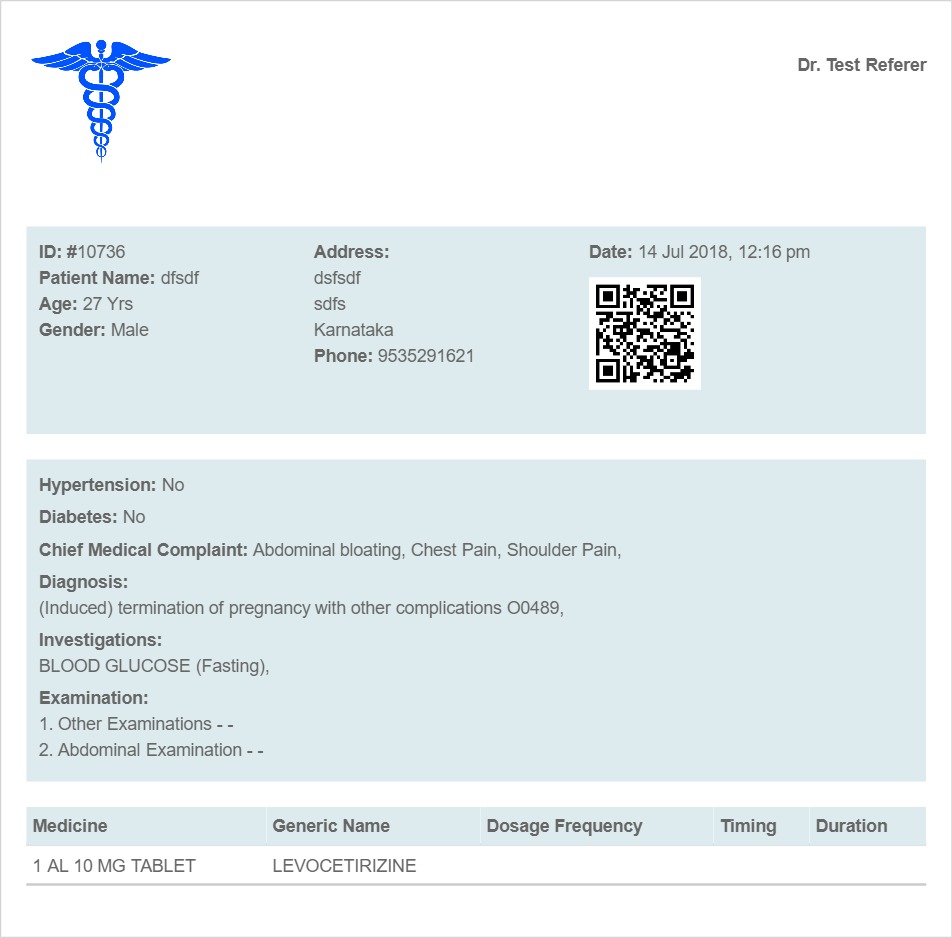 Dr. Test Referer
ID: #10736
Patient Name: dfsdf
Age: 27 Yrs
Gender: Male
Address:
dsfsdf
sdfs
Karnataka
Phone: 9535291621
Date: 14 Jul 2018, 12:16 pm
Hypertension: No
Diabetes: No
Chief Medical Complaint: Abdominal bloating, Chest Pain, Shoulder Pain,
Diagnosis:
(Induced) termination of pregnancy with other complications O0489,
Investigations:
BLOOD GLUCOSE (Fasting),
Examination:
1. Other Examinations - -
2. Abdominal Examination - -
Medicine Generic Name Dosage Frequency Timing Duration
1 AL 10 MG TABLET LEVOCETIRIZINE